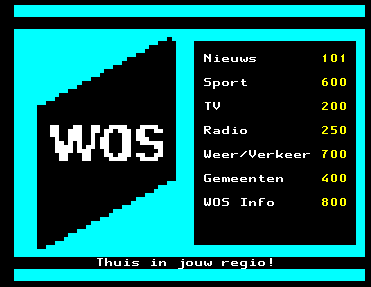 WOS
Nieuws 101
Sport 600
TV 200
Radio 250
Weer/Verkeer 700
Gemeenten 400
WOS Info 800
Thuis in jouw regio!